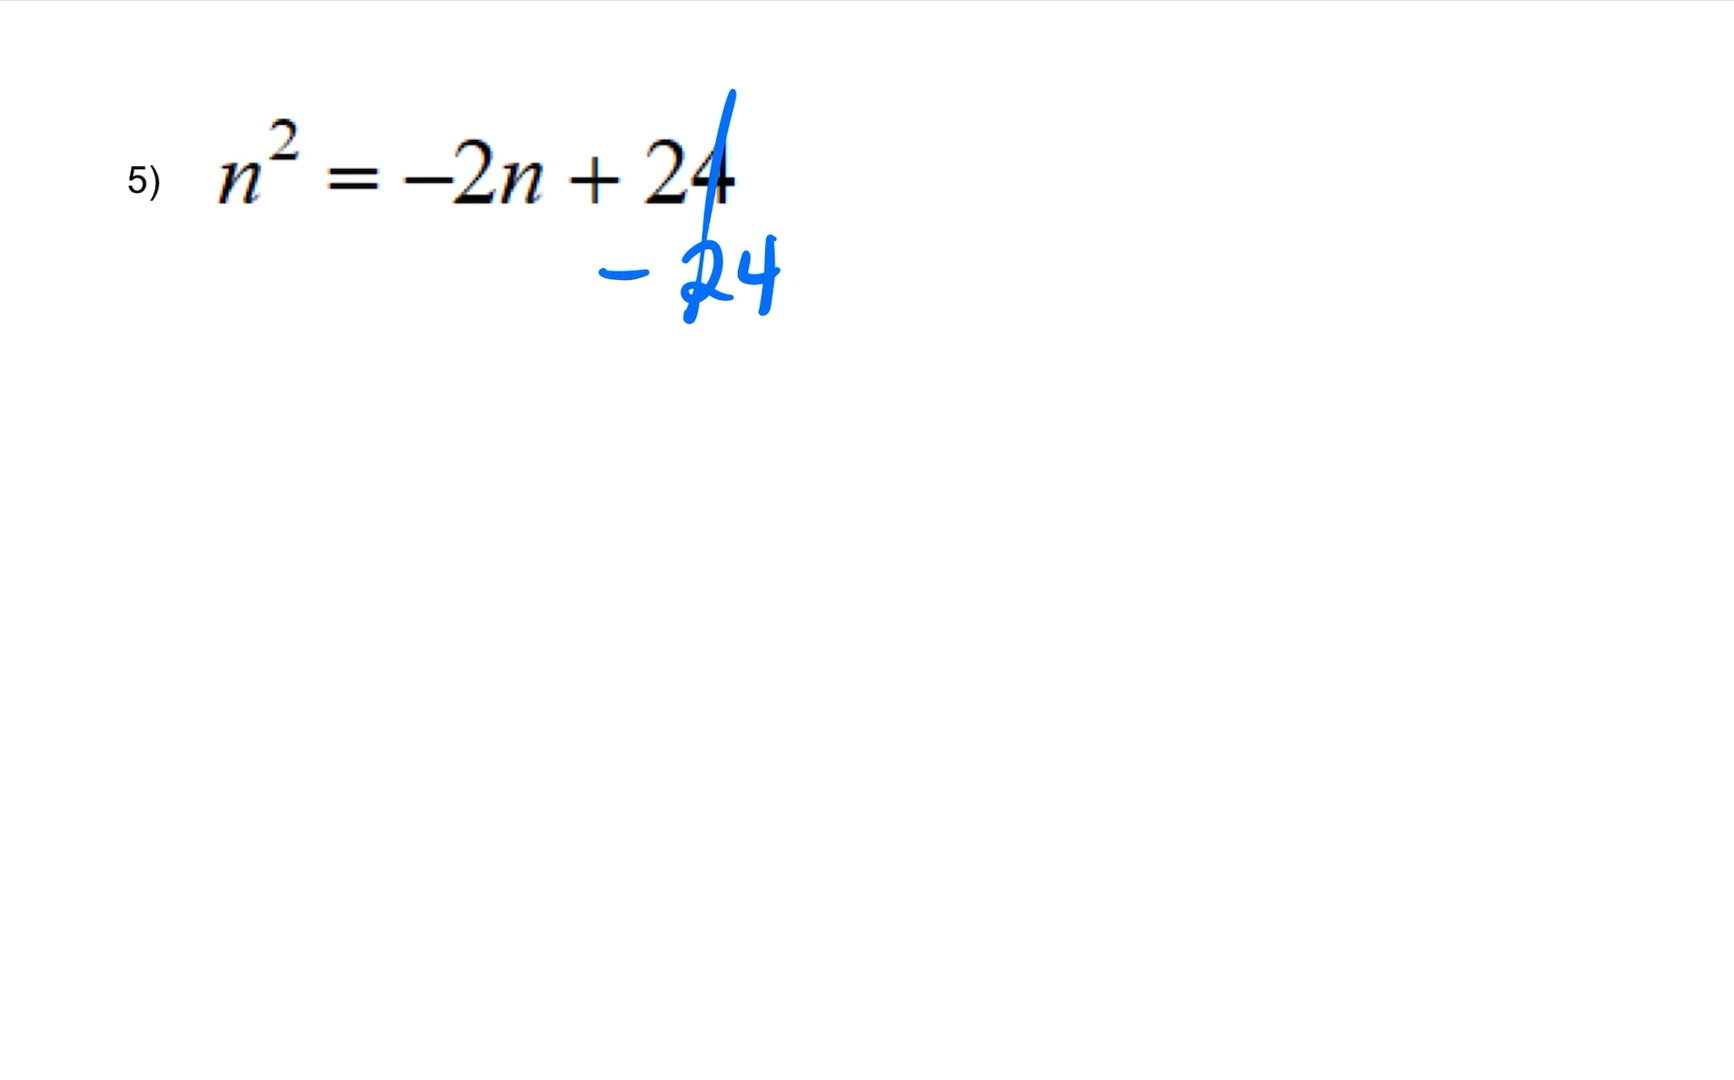 5) n² = −2n + 24
− 24